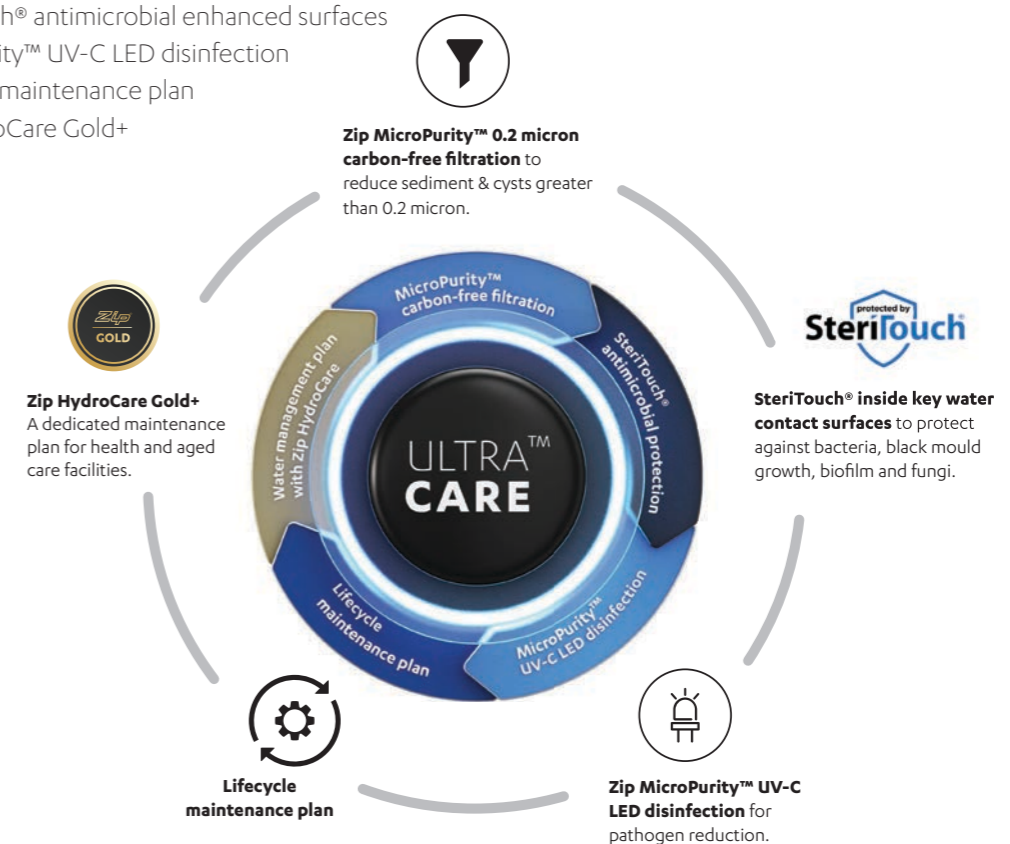 h® antimicrobial enhanced surfaces
ity™ UV-C LED disinfection
maintenance plan
oCare Gold+
Zip MicroPurity™ 0.2 micron
carbon-free filtration to
reduce sediment & cysts greater
than 0.2 micron.
Zip
GOLD
Zip HydroCare Gold+
A dedicated maintenance
plan for health and aged
care facilities.
protected by
SteriTouch®
SteriTouch® inside key water
contact surfaces to protect
against bacteria, black mould
growth, biofilm and fungi.
MicroPurity™
carbon-free filtration
SteriTouch®
antimicrobial protection
MicroPurity™
UV-C LED disinfection
Lifecycle
maintenance plan
Water management plan
with Zip HydroCare
ULTRA™
CARE
Lifecycle
maintenance plan
Zip MicroPurity™ UV-C
LED disinfection for
pathogen reduction.